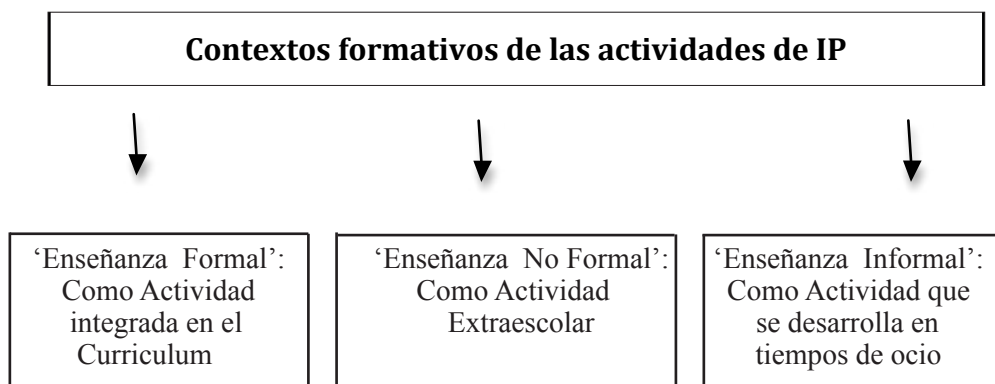 Contextos formativos de las actividades de IP
‘Enseñanza Formal’:
Como Actividad
integrada en el
Curriculum
‘Enseñanza No Formal’:
Como Actividad
Extraescolar
‘Enseñanza Informal’:
Como Actividad que
se desarrolla en
tiempos de ocio